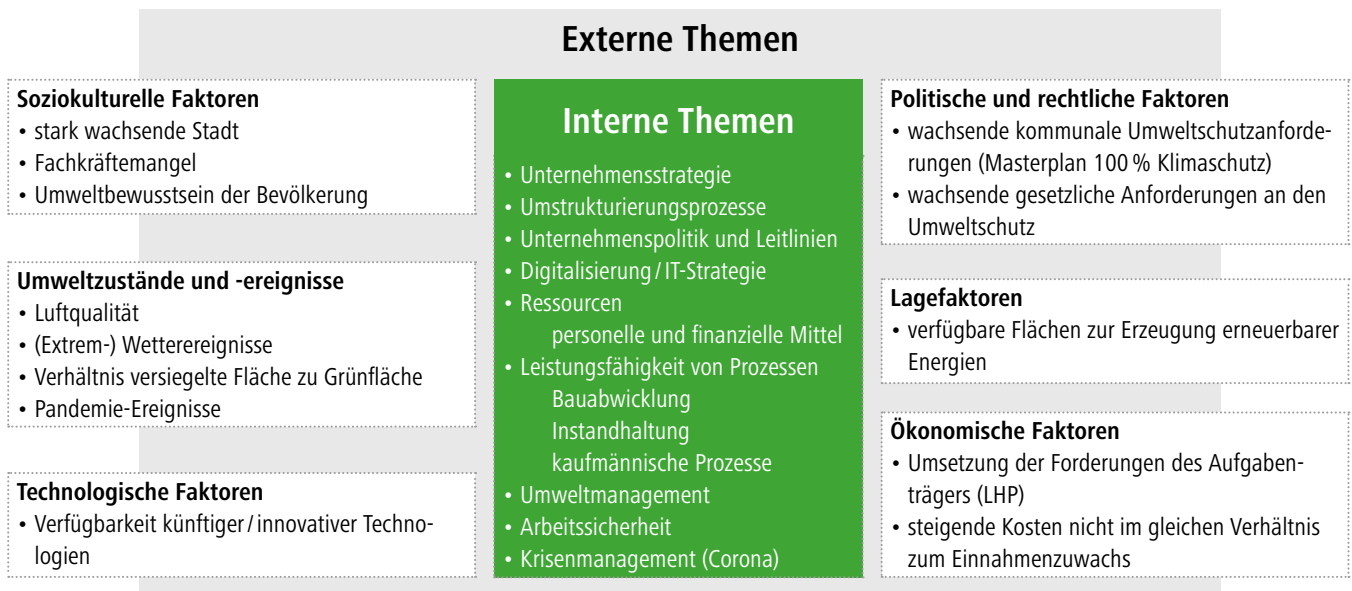 Externe Themen
Soziokulturelle Faktoren
• stark wachsende Stadt
• Fachkräftemangel
• Umweltbewusstsein der Bevölkerung
Umweltzustände und -ereignisse
• Luftqualität
• (Extrem-) Wetterereignisse
• Verhältnis versiegelte Fläche zu Grünfläche
• Pandemie-Ereignisse
Technologische Faktoren
• Verfügbarkeit künftiger / innovativer Techno-
logien
Interne Themen
• Unternehmensstrategie
• Umstrukturierungsprozesse
• Unternehmenspolitik und Leitlinien
• Digitalisierung / IT-Strategie
• Ressourcen
personelle und finanzielle Mittel
• Leistungsfähigkeit von Prozessen
Bauabwicklung
Instandhaltung
kaufmännische Prozesse
• Umweltmanagement
• Arbeitssicherheit
• Krisenmanagement (Corona)
Politische und rechtliche Faktoren
• wachsende kommunale Umweltschutzanforde-
rungen (Masterplan 100 % Klimaschutz)
• wachsende gesetzliche Anforderungen an den
Umweltschutz
Lagefaktoren
• verfügbare Flächen zur Erzeugung erneuerbarer
Energien
Ökonomische Faktoren
• Umsetzung der Forderungen des Aufgaben-
trägers (LHP)
• steigende Kosten nicht im gleichen Verhältnis
zum Einnahmenzuwachs